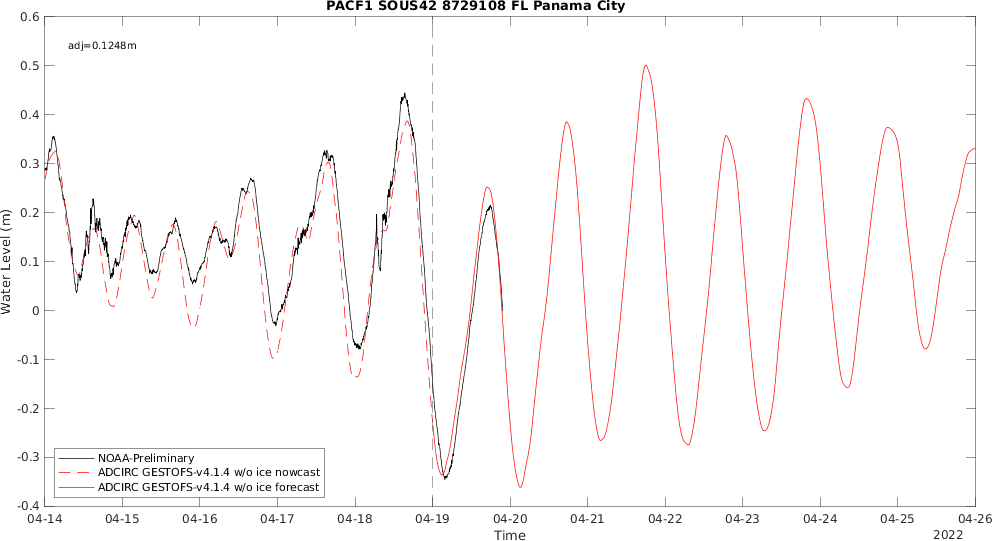 PACF1 SOUS42 8729108 FL Panama City
adj=0.1248m
Water Level (m)
0.6
0.5
0.4
0.3
0.2
0.1
0
-0.1
-0.2
-0.3
-0.4
NOAA-Preliminary
ADCIRC GESTOFS-v4.1.4 w/o ice nowcast
ADCIRC GESTOFS-v4.1.4 w/o ice forecast
04-14 04-15 04-16 04-17 04-18 04-19 04-20 04-21 04-22 04-23 04-24 04-25 04-26
Time
2022